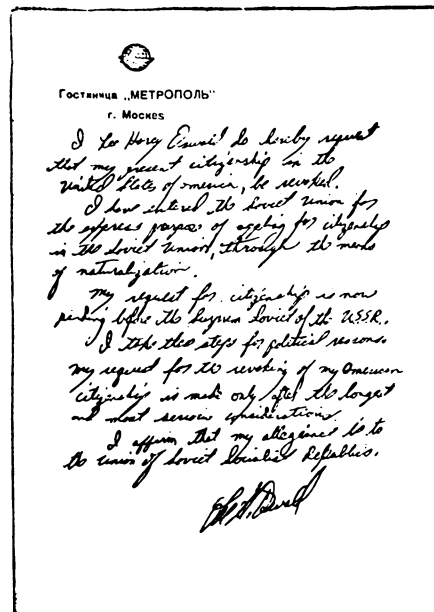 Гостиница „МЕТРОПОЛЬ"
г. Москва
I Lee Harvey Oswald do hereby request
that my present citizenship in the
United States of america, be revoked.
I have entered the Soviet Union for
the express purpose of appling for citizenship
in the Soviet Union, through the means
of naturalization.
My request for citizenship is now
pending before the Suprem Soviet of the U.S.S.R.
I take these steps for political reasons.
My request for the revoking of my American
citizenship is made only after the longest
and most serious considerations.
I affirm that my allegiance is to
the Union of Soviet Socialist Republics.
Lee H. Oswald